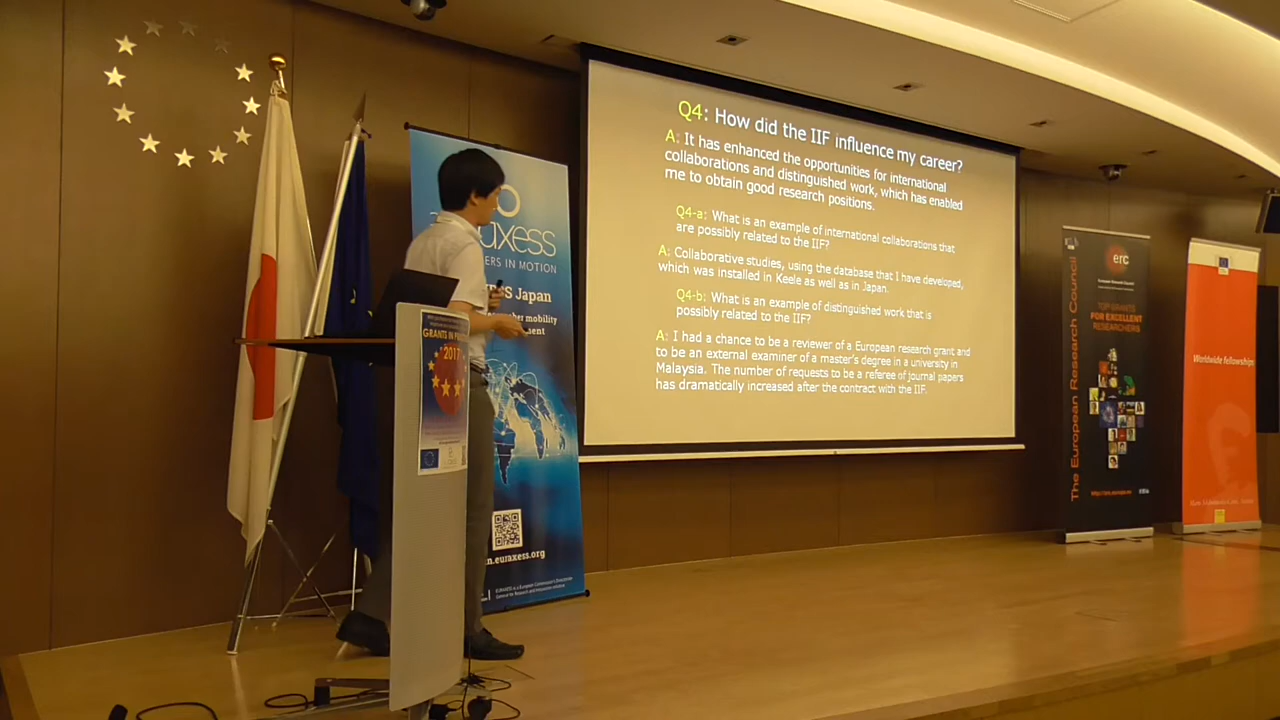 Q4: How did the IIF influence my career?
A: It has enhanced the opportunities for international
collaborations and distinguished work, which has enabled
me to obtain good research positions.
Q4-a: What is an example of international collaborations that
are possibly related to the IIF?
A: Collaborative studies, using the database that I have developed,
which was installed in Keele as well as in Japan.
Q4-b: What is an example of distinguished work that is
possibly related to the IIF?
A: I had a chance to be a reviewer of a European research grant and
to be an external examiner of a master's degree in a university in
Malaysia. The number of requests to be a referee of journal papers
has dramatically increased after the contract with the IIF.
uxess
ERS IN MOTION
S Japan
mobility
.euraxess.org
GRANTS IN
2017
The European Research Council
erc
TOP GRANTS
FOR EXCELLENT
RESEARCHERS
Worldwide fellowships